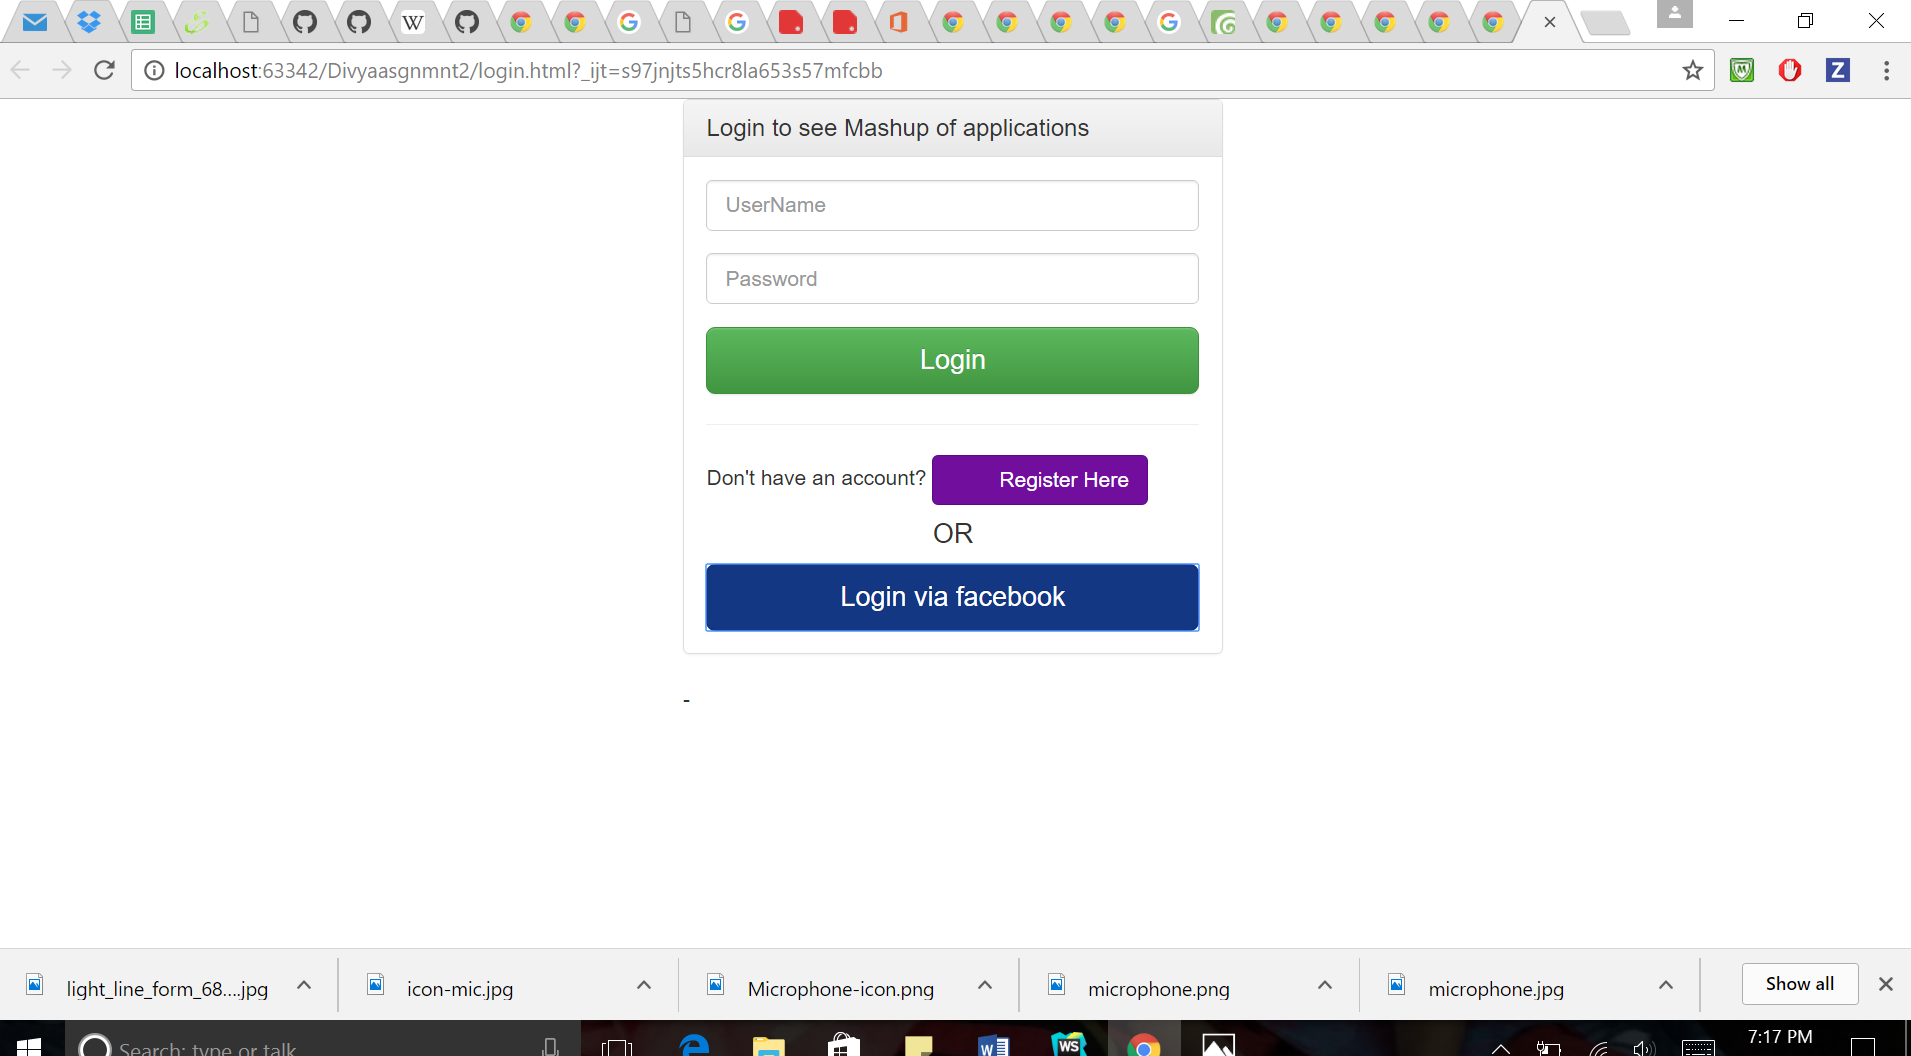 localhost:63342/Divyaasgnmnt2/login.html?_ijt=s97jnjts5hcr8la653s57mfcbb
Login to see Mashup of applications
UserName
Password
Login
Don't have an account? Register Here
OR
Login via facebook
-
light_line_form_68....jpg
icon-mic.jpg
Microphone-icon.png
microphone.png
microphone.jpg
Show all
Search: type or talk
7:17 PM